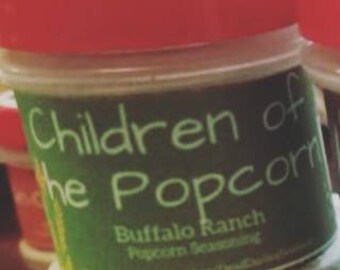 Children of
the Popcorn
Buffalo Ranch
Popcorn Seasoning